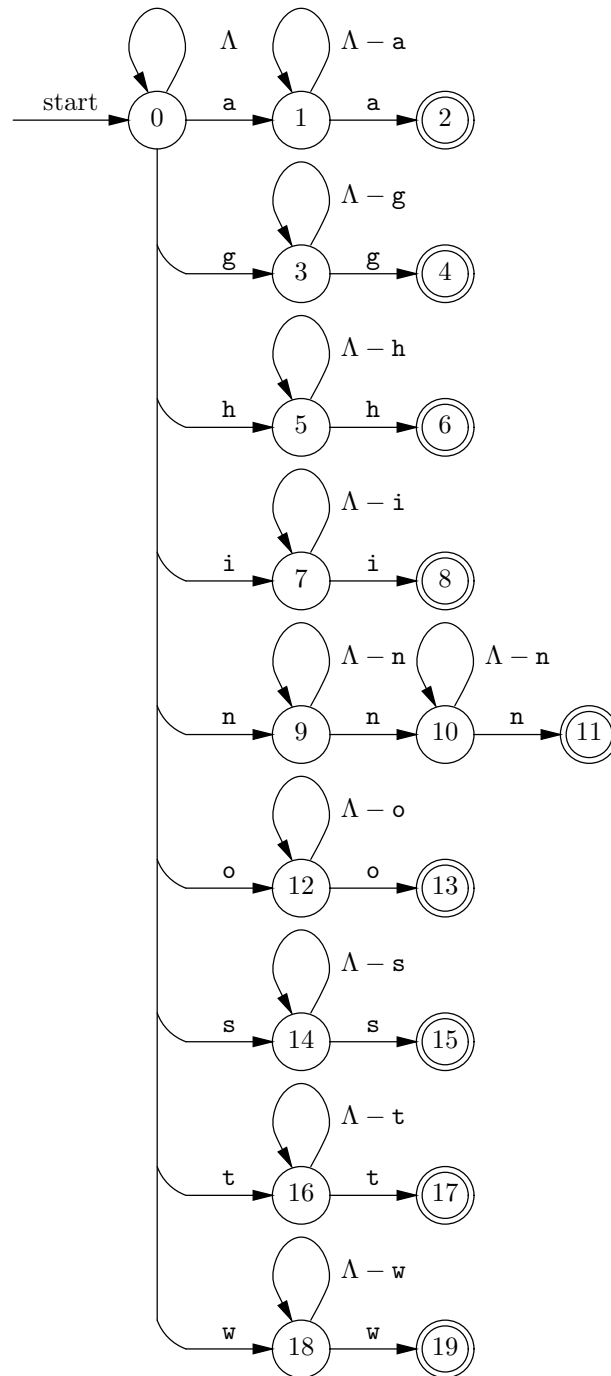 Λ Λ − a
start 0 a 1 a 2
Λ − g
g 3 g 4
Λ − h
h 5 h 6
Λ − i
i 7 i 8
Λ − n Λ − n
n 9 n 10 n 11
Λ − o
o 12 o 13
Λ − s
s 14 s 15
Λ − t
t 16 t 17
Λ − w
w 18 w 19